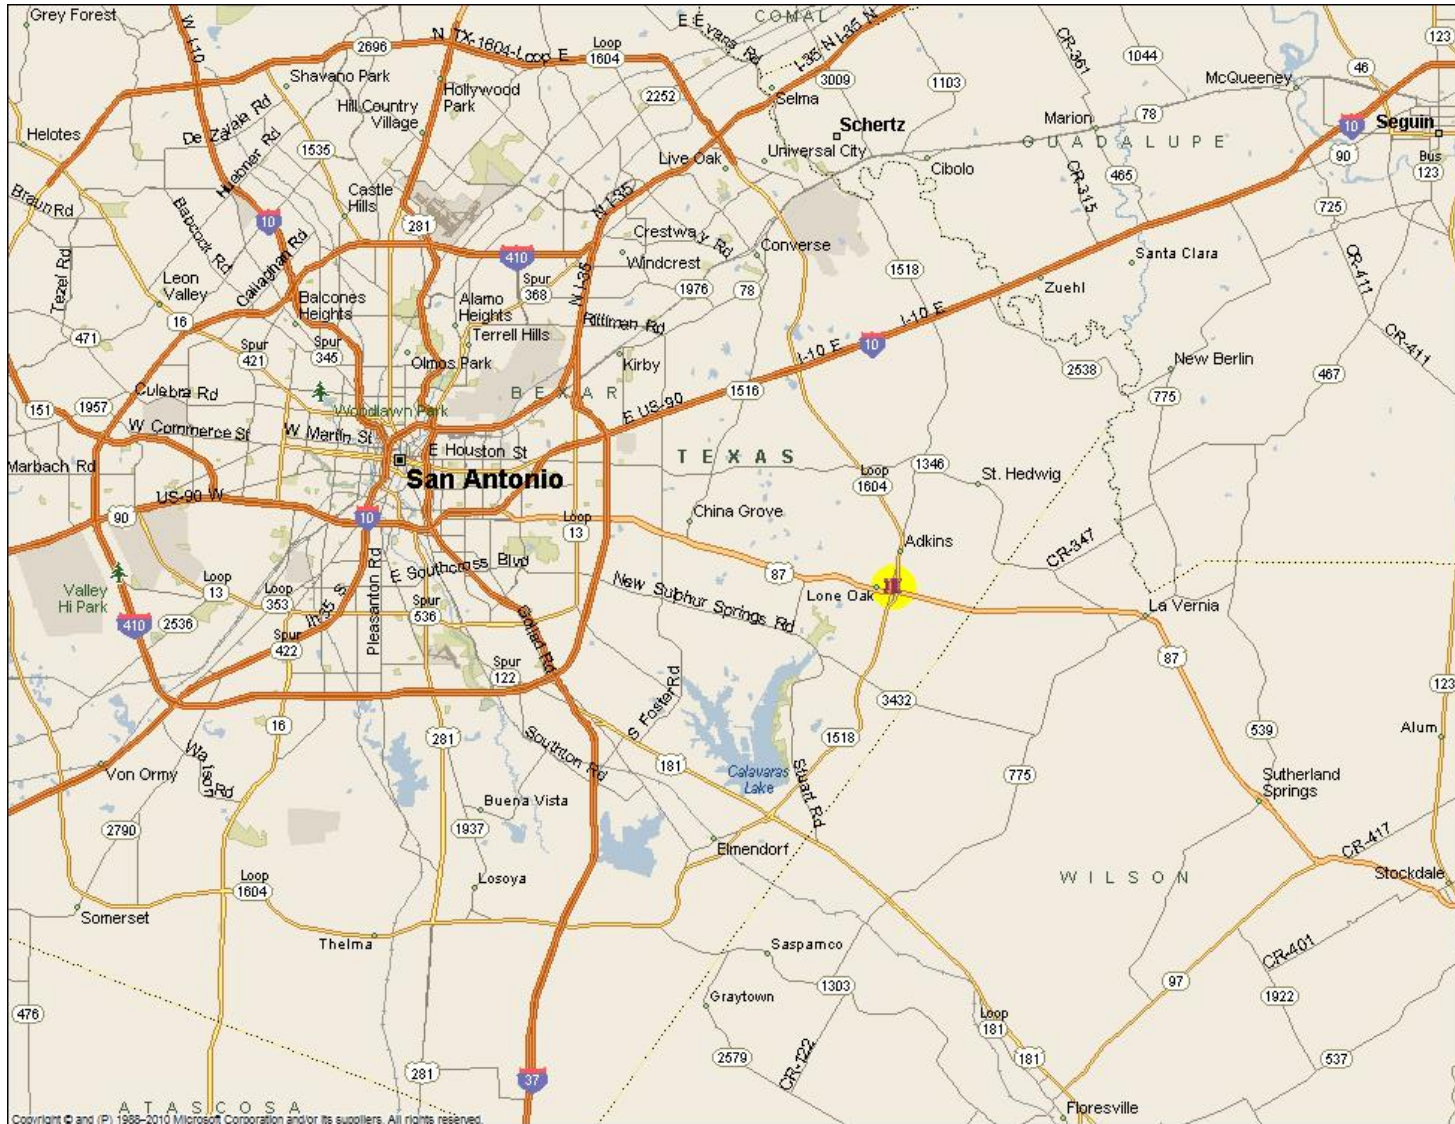 Grey Forest
W I-10
2696
N TX-1604-Loop E
Loop
1604
E Evans Rd
COMAL
I-35 N
N I-35 N
3009
1103
CR-361
1044
46
123
McQueeney
Shavano Park
Hollywood
Park
Hill Country
Village
2252
Selma
Schertz
Marion
78
10
Seguin
Helotes
De Zavala Rd
Huebner Rd
1535
Live Oak
Universal City
Cibolo
GUADALUPE
90
Bus
123
Braun Rd
Babcock Rd
10
Castle
Hills
281
N I-35
CR-315
465
725
Tezel Rd
Callaghan Rd
410
Crestway Rd
Windcrest
Converse
1518
Santa Clara
CR-411
Leon
Valley
Balcones
Heights
Spur
368
N I-35
1976
78
Zuehl
16
Alamo
Heights
Rittiman Rd
I-10 E
471
Spur
421
Spur
345
Terrell Hills
Olmos Park
Kirby
I-10 E
10
2538
New Berlin
CR-411
467
151
1957
Culebra Rd
Woodlawn Park
BEXAR
E US-90
1516
775
W Commerce St
W Martin St
E Houston St
TEXAS
Marbach Rd
San Antonio
Loop
1604
1346
St. Hedwig
US-90 W
90
10
Loop
13
China Grove
Adkins
CR-347
Pleasanton Rd
E Southcross Blvd
87
Lone Oak
New Sulphur Springs Rd
La Vernia
Valley
Hi Park
Loop
13
Loop
353
Ih 35 S
Spur
536
Goliad Rd
410
2536
Spur
422
87
Spur
122
S Foster Rd
3432
123
16
281
Southton Rd
181
1518
539
Alum
Von Ormy
Watson Rd
Calavaras
Lake
Stuart Rd
775
Sutherland
Springs
2790
Buena Vista
1937
Elmendorf
CR-417
Loop
1604
Losoya
WILSON
Stockdale
Somerset
Thelma
Saspamco
CR-401
476
Graytown
1303
97
1922
Loop
181
2579
CR-122
181
537
281
37
ATASCOSA
Floresville
Copyright © and (P) 1988–2010 Microsoft Corporation and/or its suppliers. All rights reserved.